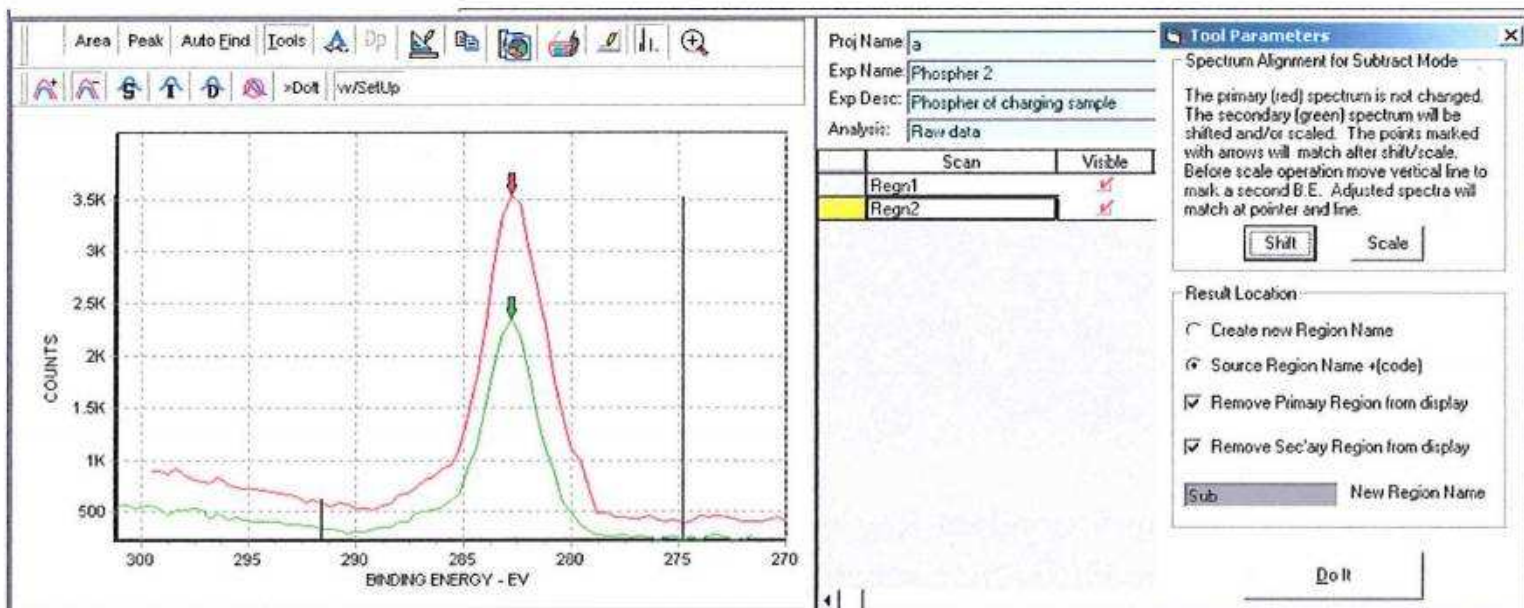 Area Peak Auto Find Tools Dp
S I D »DoIt vv/SetUp
3.5K
3K
2.5K
2K
1.5K
1K
500
COUNTS
300 295 290 285 280 275 270
BINDING ENERGY - EV
Proj Name: a
Exp Name: Phospher 2
Exp Desc: Phospher of charging sample
Analysis: Raw data
Scan Visible
Regn1
Regn2
Tool Parameters
Spectrum Alignment for Subtract Mode
The primary (red) spectrum is not changed.
The secondary (green) spectrum will be
shifted and/or scaled. The points marked
with arrows will match after shift/scale.
Before scale operation move vertical line to
mark a second B.E. Adjusted spectra will
match at pointer and line.
Shift Scale
Result Location
Create new Region Name
Source Region Name +(code)
Remove Primary Region from display
Remove Sec'ary Region from display
Sub New Region Name
Do It